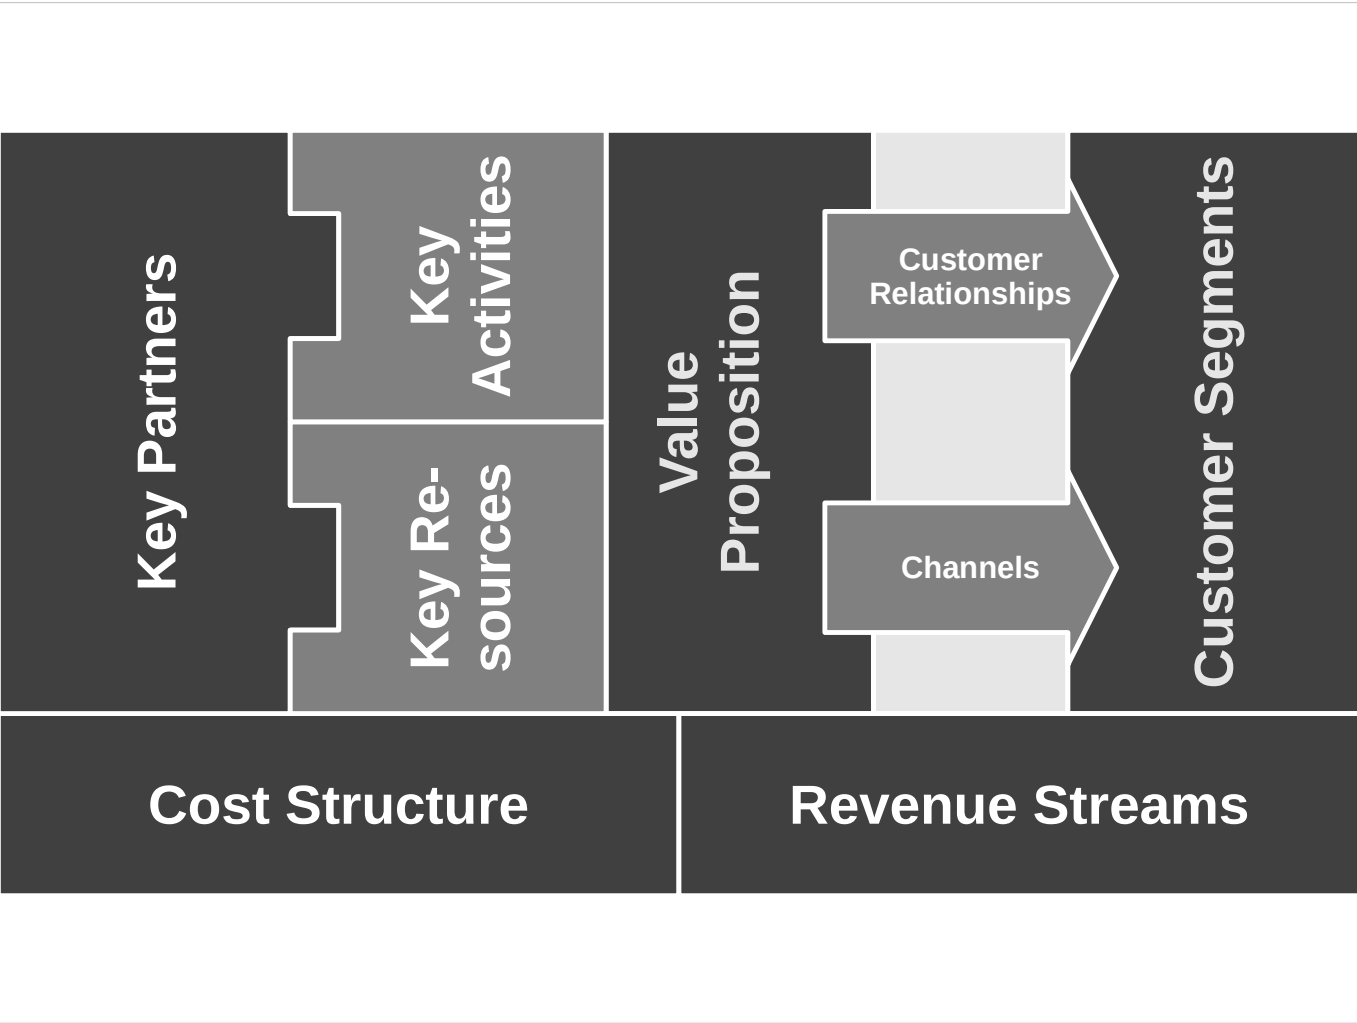 Key Partners
Key
Activities
Key Re-
sources
Value
Proposition
Customer
Relationships
Channels
Customer Segments
Cost Structure
Revenue Streams